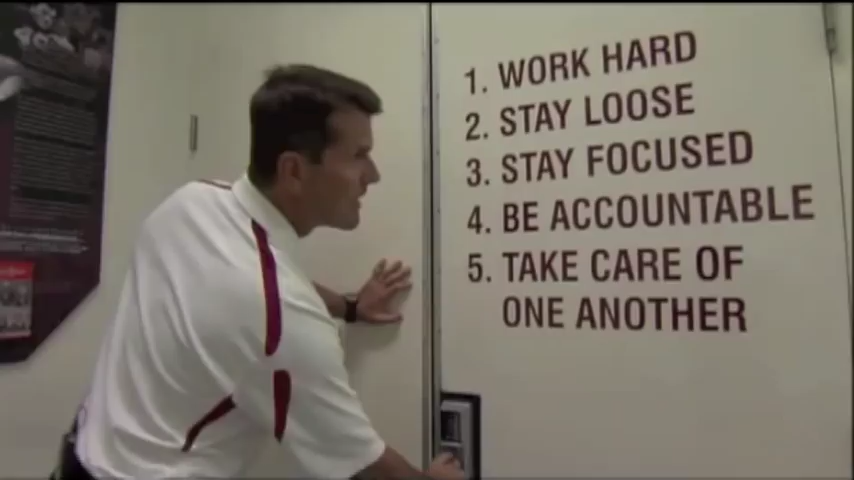 1. WORK HARD
2. STAY LOOSE
3. STAY FOCUSED
4. BE ACCOUNTABLE
5. TAKE CARE OF
ONE ANOTHER